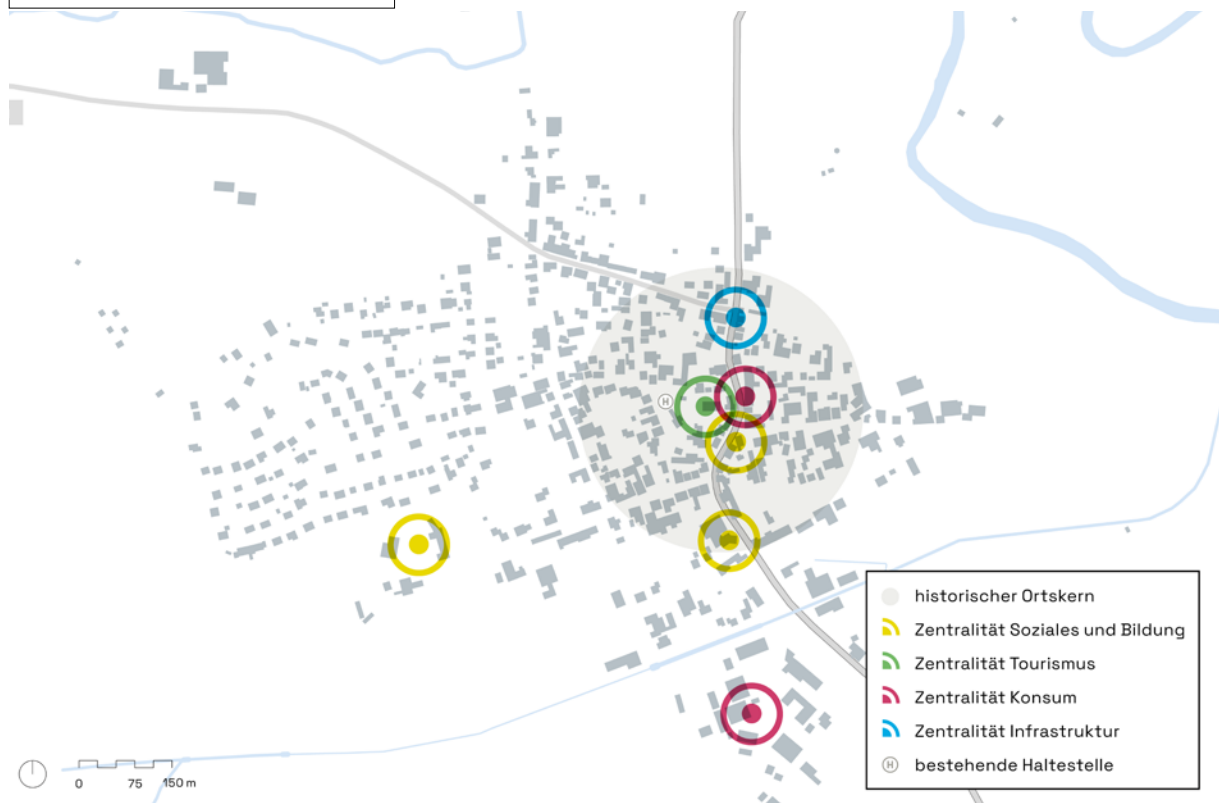 H
historischer Ortskern
Zentralität Soziales und Bildung
Zentralität Tourismus
Zentralität Konsum
Zentralität Infrastruktur
H bestehende Haltestelle
0 75 150 m